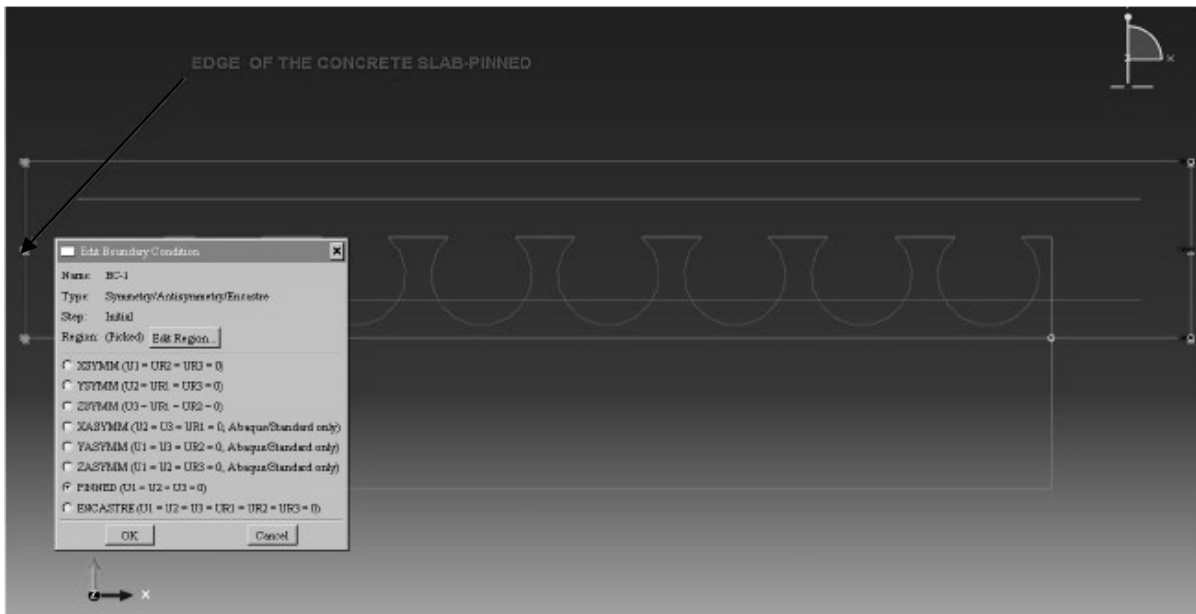 EDGE OF THE CONCRETE SLAB-PINNED
X
Edit Boundary Condition
Name: BC-1
Type: Symmetry/Antisymmetry/Encastre
Step: Initial
Region: (Picked) Edit Region...
XSYMM (U1 = UR2 = UR3 = 0)
YSYMM (U2 = UR1 = UR3 = 0)
ZSYMM (U3 = UR1 = UR2 = 0)
XASYMM (U2 = U3 = UR1 = 0; Abaqus/Standard only)
YASYMM (U1 = U3 = UR2 = 0; Abaqus/Standard only)
ZASYMM (U1 = U2 = UR3 = 0; Abaqus/Standard only)
PINNED (U1 = U2 = U3 = 0)
ENCASTRE (U1 = U2 = U3 = UR1 = UR2 = UR3 = 0)
OK Cancel
Z X